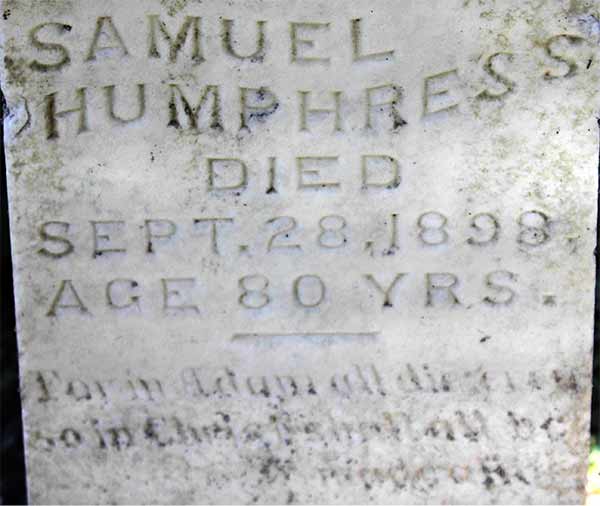 SAMUEL
HUMPHRESS
DIED
SEPT. 28, 1898.
AGE 80 YRS.
For in Adam all die
so in Christ shall all be